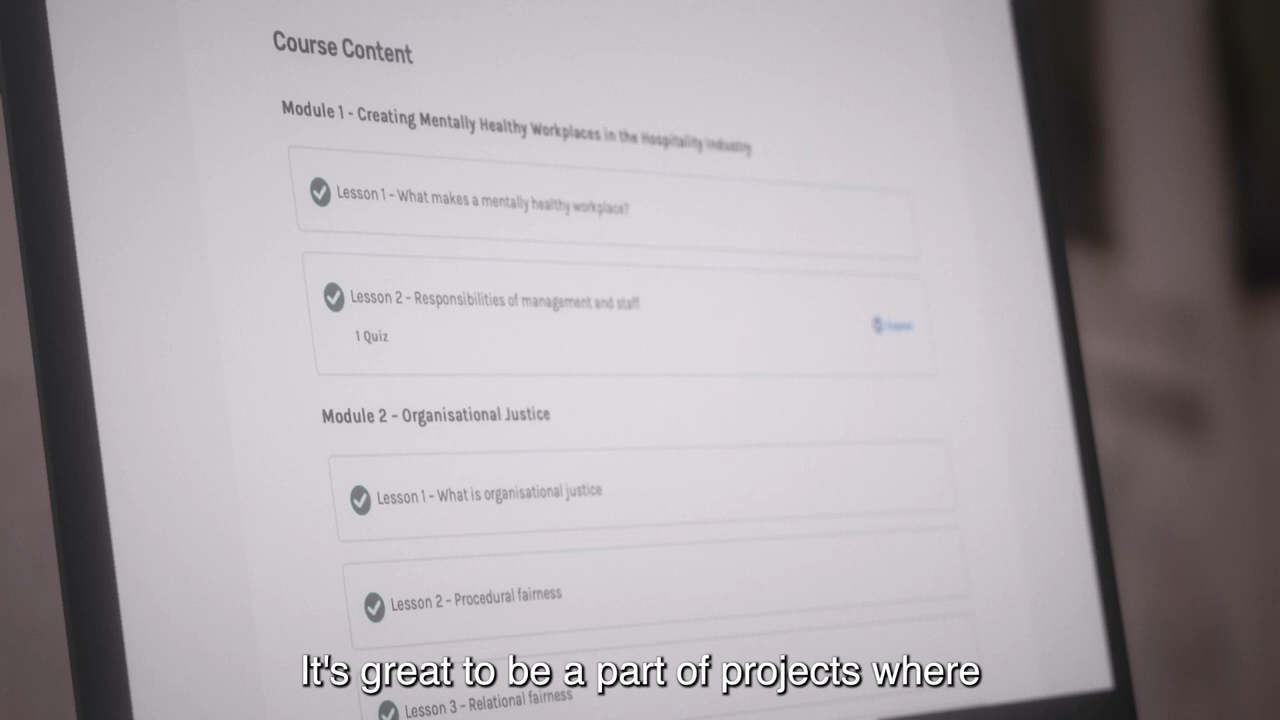 Course Content
Module 1 - Creating Mentally Healthy Workplaces in the Hospitality Industry
Lesson 1 - What makes a mentally healthy workplace?
Lesson 2 - Responsibilities of management and staff
1 Quiz
Module 2 - Organisational Justice
Lesson 1 - What is organisational justice
Lesson 2 - Procedural fairness
Lesson 3 - Relational fairness
It's great to be a part of projects where